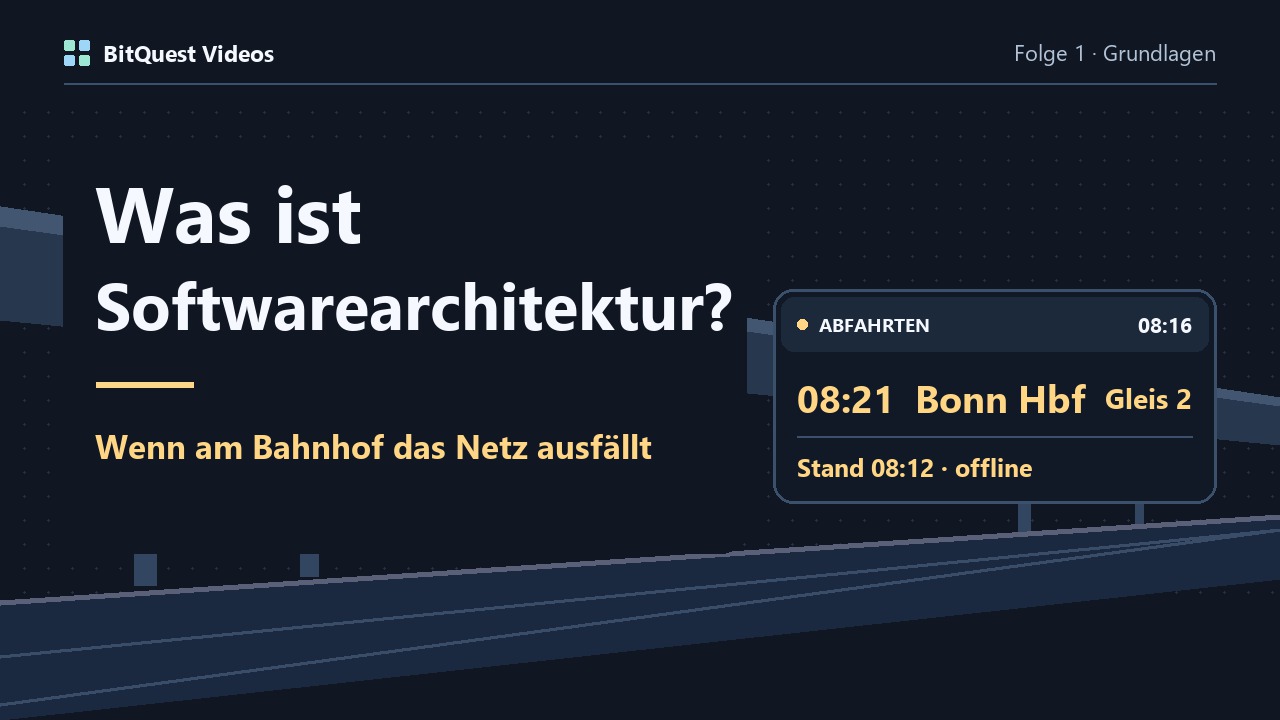 BitQuest Videos
Folge 1 · Grundlagen
Was ist
Softwarearchitektur?
Wenn am Bahnhof das Netz ausfällt
ABFAHRTEN 08:16
08:21 Bonn Hbf Gleis 2
Stand 08:12 · offline